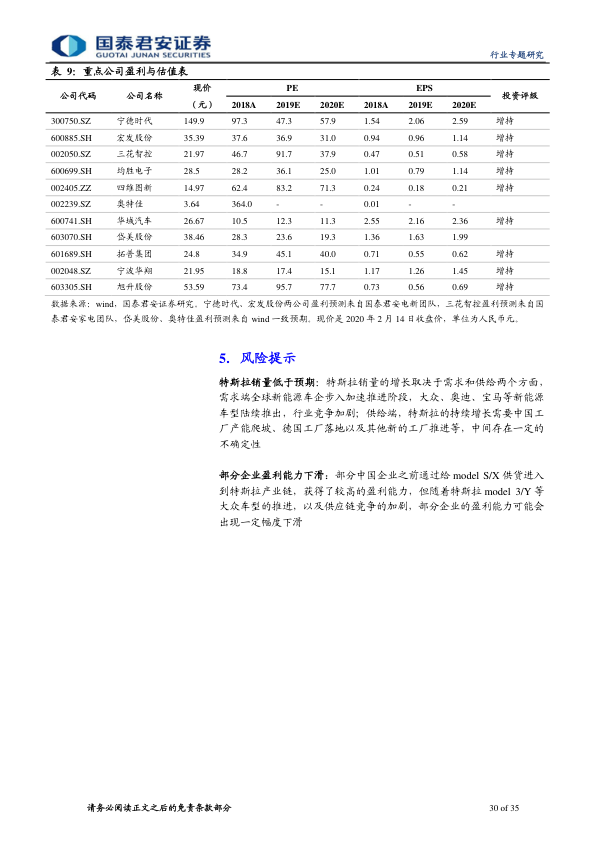 国泰君安证券
GUOTAI JUNAN SECURITIES
行业专题研究
表 9：重点公司盈利与估值表
公司代码 公司名称 现价（元） PE EPS 投资评级
2018A 2019E 2020E 2018A 2019E 2020E
300750.SZ 宁德时代 149.9 97.3 47.3 57.9 1.54 2.06 2.59 增持
600885.SH 宏发股份 35.39 37.6 36.9 31.0 0.94 0.96 1.14 增持
002050.SZ 三花智控 21.97 46.7 91.7 37.9 0.47 0.51 0.58 增持
600699.SH 均胜电子 28.5 28.2 36.1 25.0 1.01 0.79 1.14 增持
002405.ZZ 四维图新 14.97 62.4 83.2 71.3 0.24 0.18 0.21 增持
002239.SZ 奥特佳 3.64 364.0 - - 0.01 - -
600741.SH 华域汽车 26.67 10.5 12.3 11.3 2.55 2.16 2.36 增持
603070.SH 岱美股份 38.46 28.3 23.6 19.3 1.36 1.63 1.99
601689.SH 拓普集团 24.8 34.9 45.1 40.0 0.71 0.55 0.62 增持
002048.SZ 宁波华翔 21.95 18.8 17.4 15.1 1.17 1.26 1.45 增持
603305.SH 旭升股份 53.59 73.4 95.7 77.7 0.73 0.56 0.69 增持
数据来源：wind，国泰君安证券研究。宁德时代、宏发股份两公司盈利预测来自国泰君安电新团队，三花智控盈利预测来自国
泰君安家电团队、岱美股份、奥特佳盈利预测来自 wind 一致预期。现价是 2020 年 2 月 14 日收盘价，单位为人民币元。
5. 风险提示
特斯拉销量低于预期：特斯拉销量的增长取决于需求和供给两个方面，
需求端全球新能源车企步入加速推进阶段，大众、奥迪、宝马等新能源
车型陆续推出，行业竞争加剧；供给端，特斯拉的持续增长需要中国工
厂产能爬坡、德国工厂落地以及其他新的工厂推进等，中间存在一定的
不确定性
部分企业盈利能力下滑：部分中国企业之前通过给 model S/X 供货进入
到特斯拉产业链，获得了较高的盈利能力，但随着特斯拉 model 3/Y 等
大众车型的推进，以及供应链竞争的加剧，部分企业的盈利能力可能会
出现一定幅度下滑
请务必阅读正文之后的免责条款部分
30 of 35